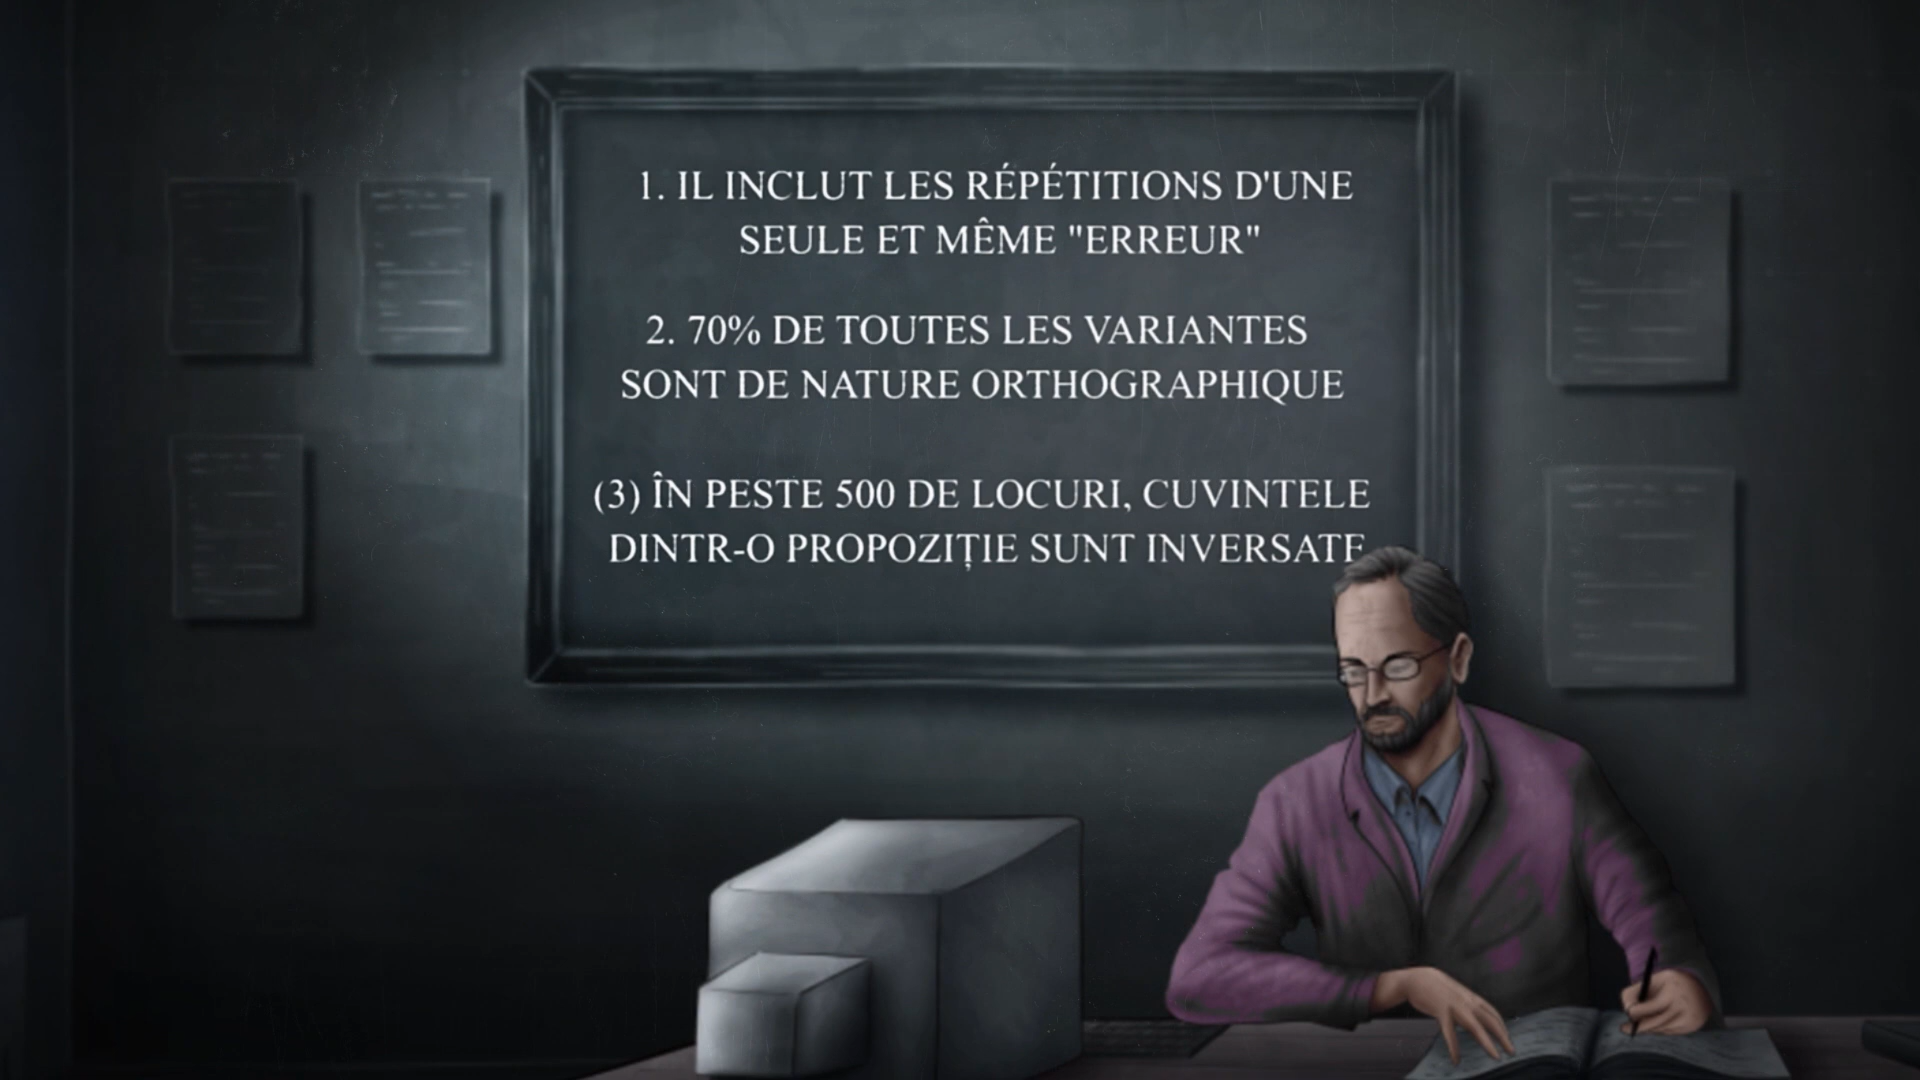 1. IL INCLUT LES RÉPÉTITIONS D'UNE
SEULE ET MÊME "ERREUR"
2. 70% DE TOUTES LES VARIANTES
SONT DE NATURE ORTHOGRAPHIQUE
(3) ÎN PESTE 500 DE LOCURI, CUVINTELE
DINTR-O PROPOZIȚIE SUNT INVERSATE